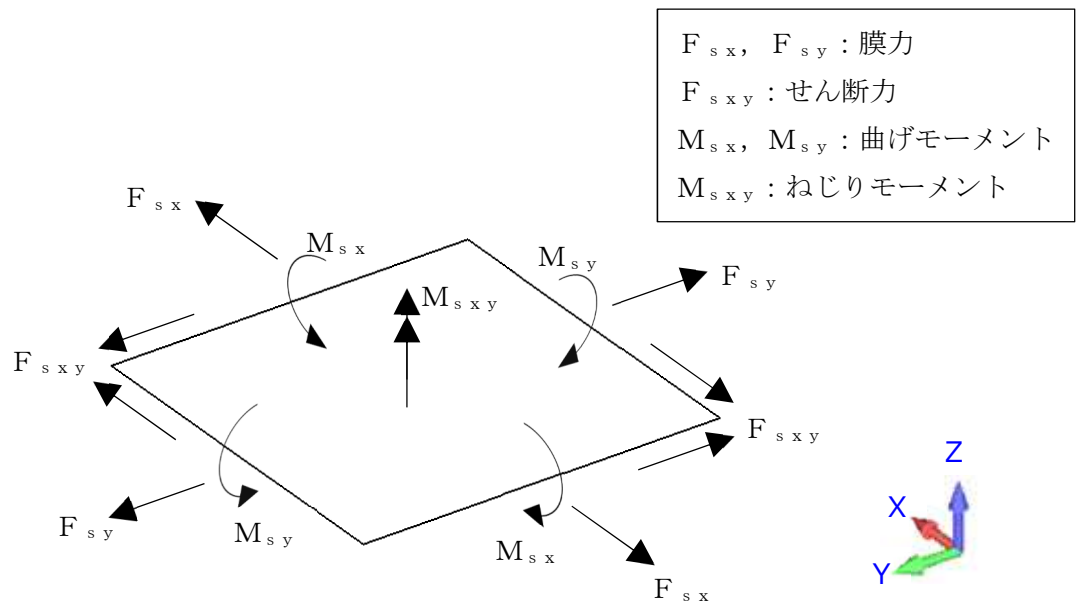 Ｆｓｘ，Ｆｓｙ：膜力
Ｆｓｘｙ：せん断力
Ｍｓｘ，Ｍｓｙ：曲げモーメント
Ｍｓｘｙ：ねじりモーメント
Ｆｓｘ
Ｍｓｘ
Ｍｓｙ
Ｆｓｙ
Ｍｓｘｙ
Ｆｓｘｙ
Ｆｓｘｙ
Ｆｓｙ
Ｍｓｙ
Ｍｓｘ
Ｆｓｘ
Z
X
Y